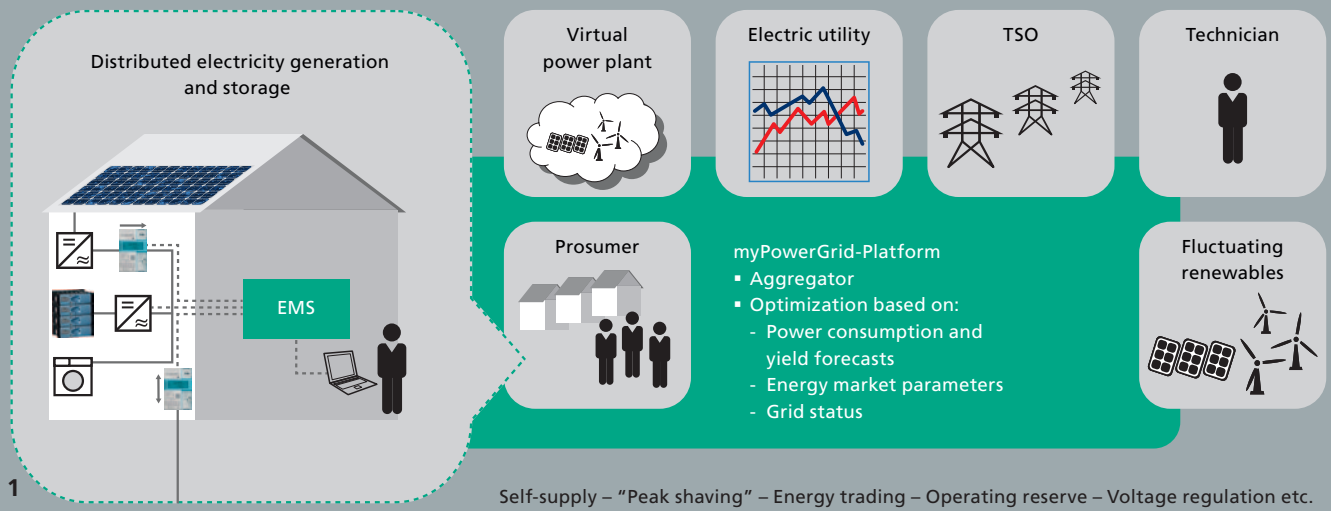 Distributed electricity generation
and storage
EMS
1
Virtual
power plant
Electric utility
TSO
Technician
Prosumer
myPowerGrid-Platform
▪ Aggregator
▪ Optimization based on:
- Power consumption and
yield forecasts
- Energy market parameters
- Grid status
Fluctuating
renewables
Self-supply – “Peak shaving” – Energy trading – Operating reserve – Voltage regulation etc.